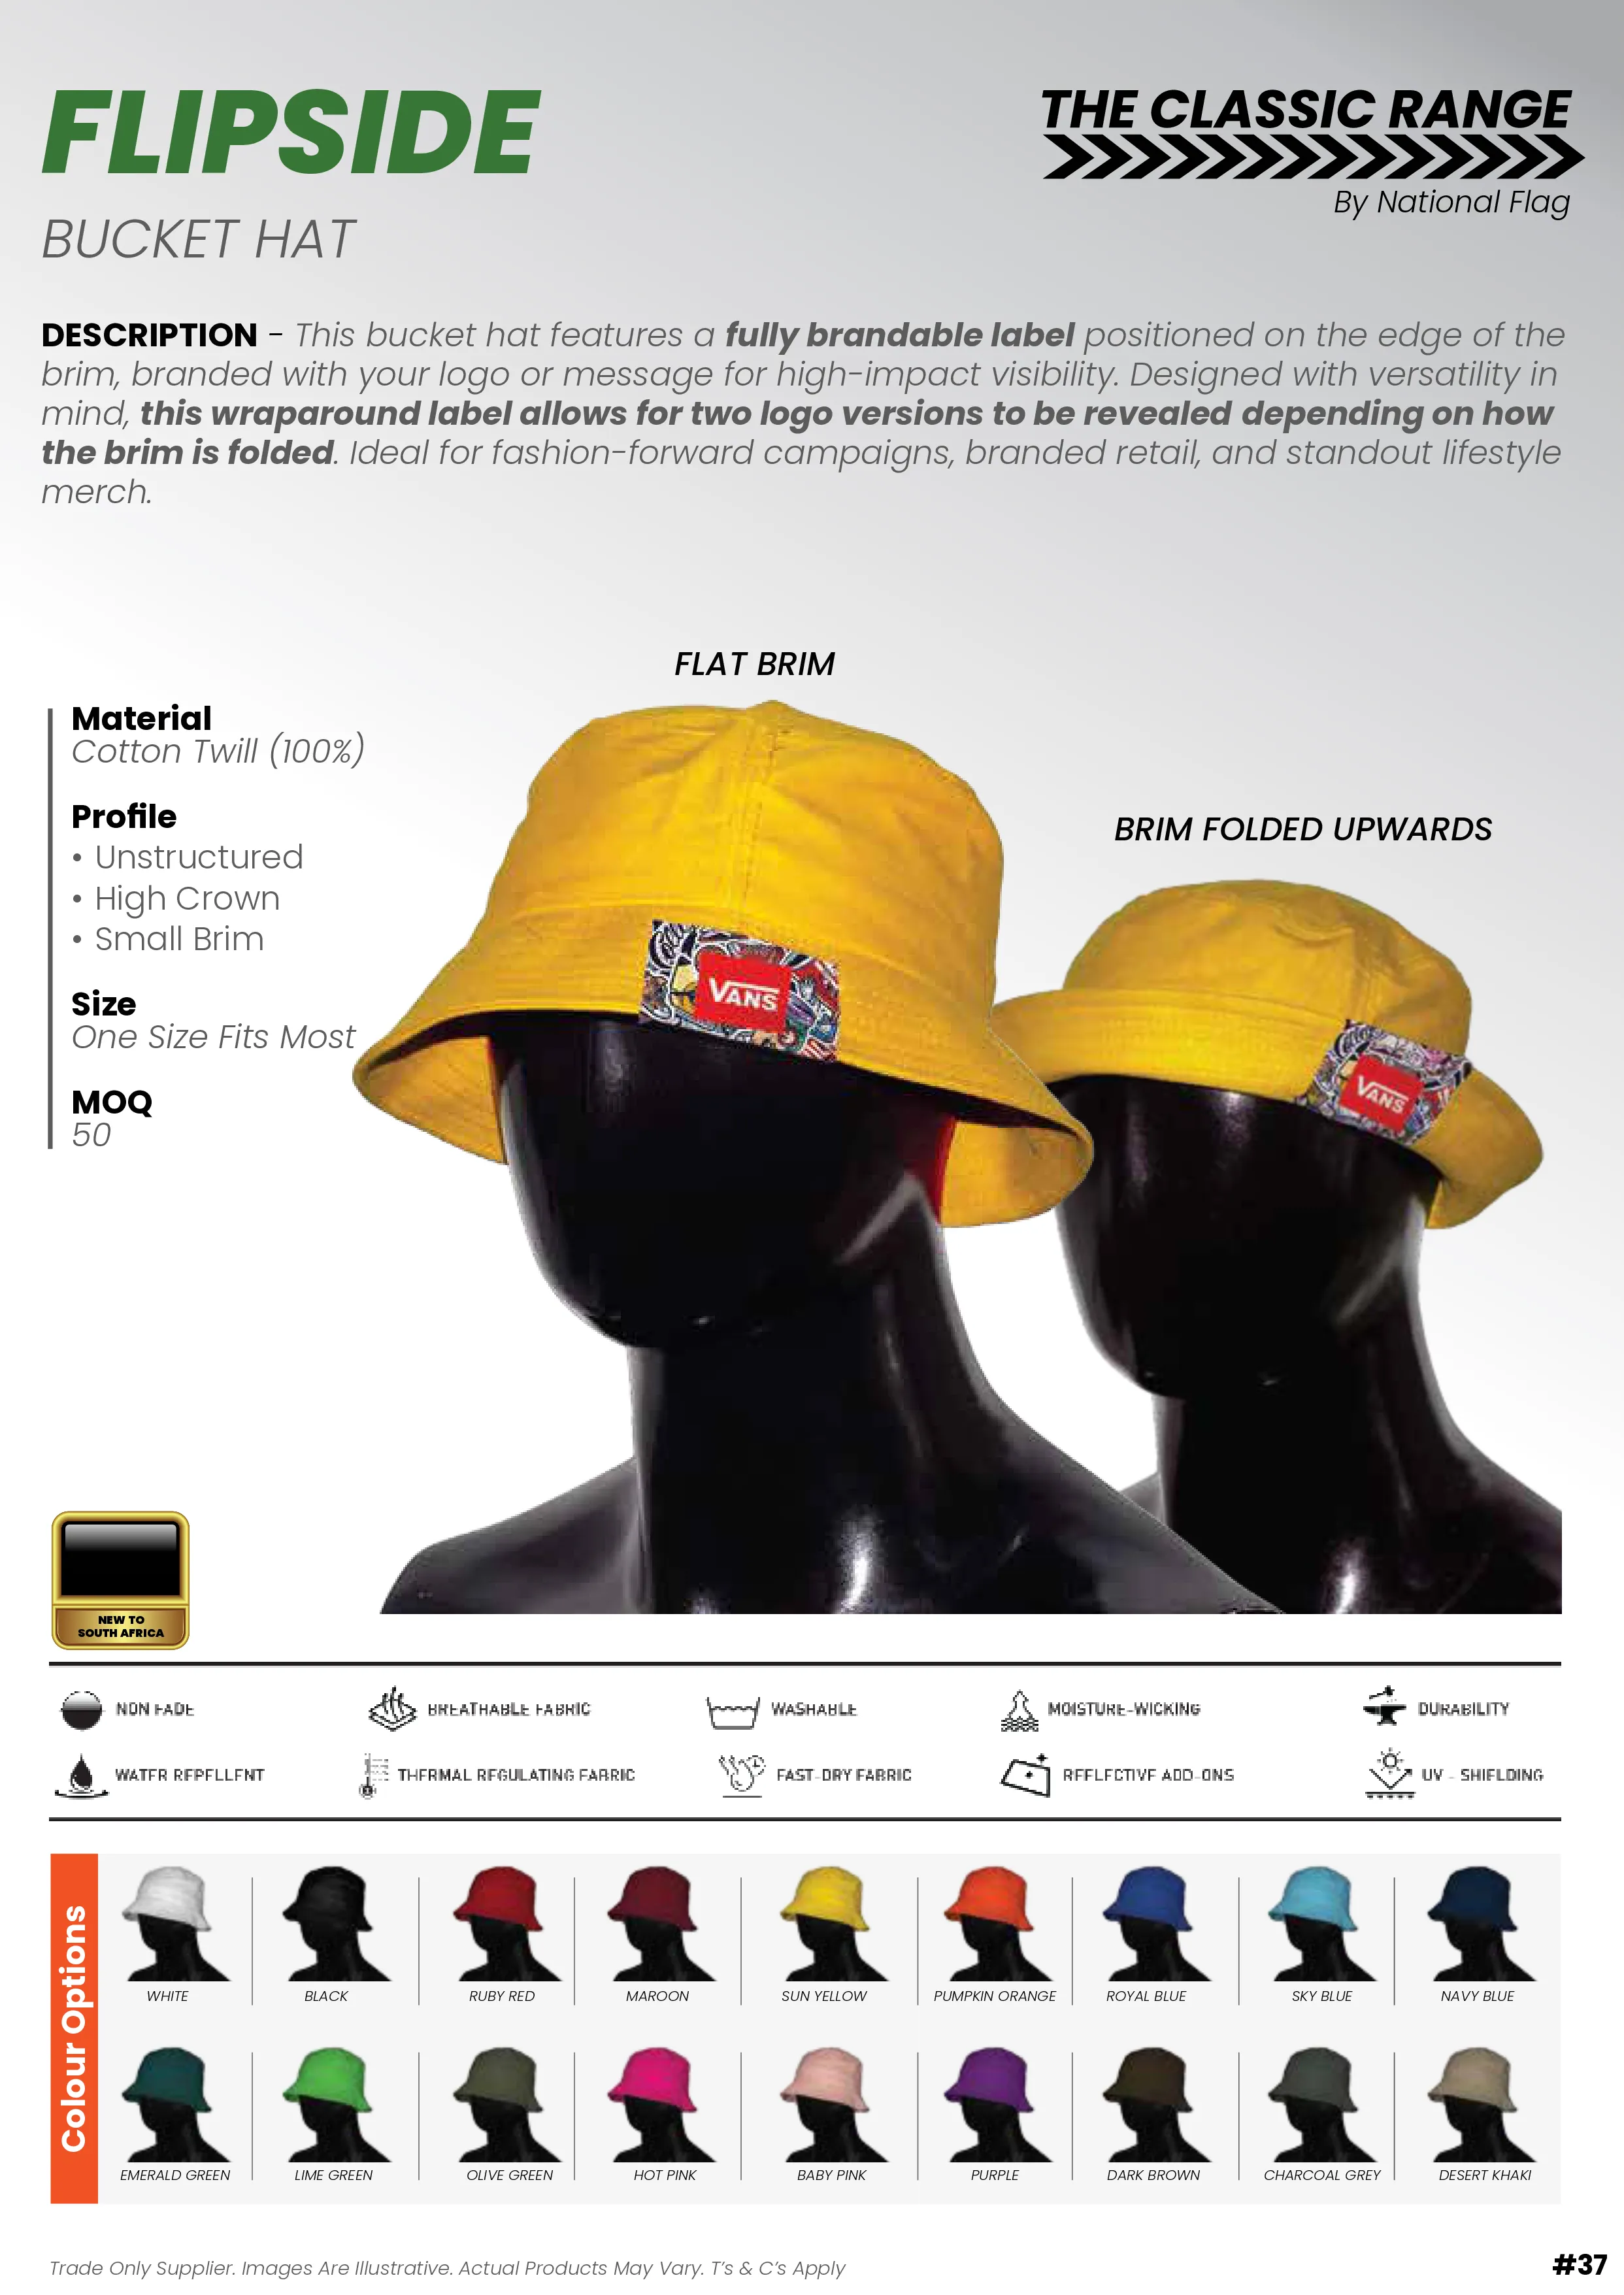 FLIPSIDE
BUCKET HAT
THE CLASSIC RANGE
By National Flag
DESCRIPTION - This bucket hat features a fully brandable label positioned on the edge of the
brim, branded with your logo or message for high-impact visibility. Designed with versatility in
mind, this wraparound label allows for two logo versions to be revealed depending on how
the brim is folded. Ideal for fashion-forward campaigns, branded retail, and standout lifestyle
merch.
FLAT BRIM
BRIM FOLDED UPWARDS
Material
Cotton Twill (100%)
Profile
• Unstructured
• High Crown
• Small Brim
Size
One Size Fits Most
MOQ
50
VANS
VANS
NEW TO
SOUTH AFRICA
NON FADE
BREATHABLE FABRIC
WASHABLE
MOISTURE-WICKING
DURABILITY
WATER REPELLENT
THERMAL REGULATING FABRIC
FAST-DRY FABRIC
REFLECTIVE ADD-ONS
UV - SHIELDING
Colour Options
WHITE
BLACK
RUBY RED
MAROON
SUN YELLOW
PUMPKIN ORANGE
ROYAL BLUE
SKY BLUE
NAVY BLUE
EMERALD GREEN
LIME GREEN
OLIVE GREEN
HOT PINK
BABY PINK
PURPLE
DARK BROWN
CHARCOAL GREY
DESERT KHAKI
Trade Only Supplier. Images Are Illustrative. Actual Products May Vary. T's & C's Apply
#37